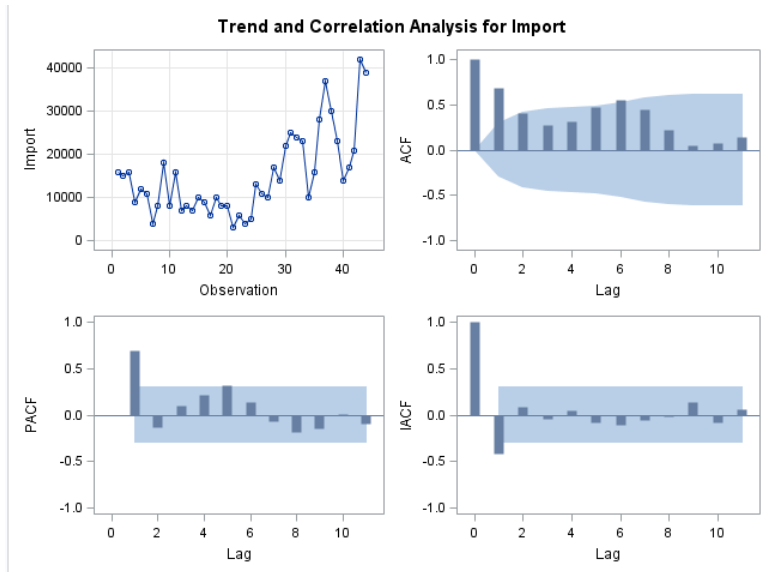 Trend and Correlation Analysis for Import
40000
30000
20000
10000
0
Import
0 10 20 30 40
Observation
1.0
0.5
0.0
-0.5
-1.0
ACF
0 2 4 6 8 10
Lag
1.0
0.5
0.0
-0.5
-1.0
PACF
0 2 4 6 8 10
Lag
1.0
0.5
0.0
-0.5
-1.0
IACF
0 2 4 6 8 10
Lag